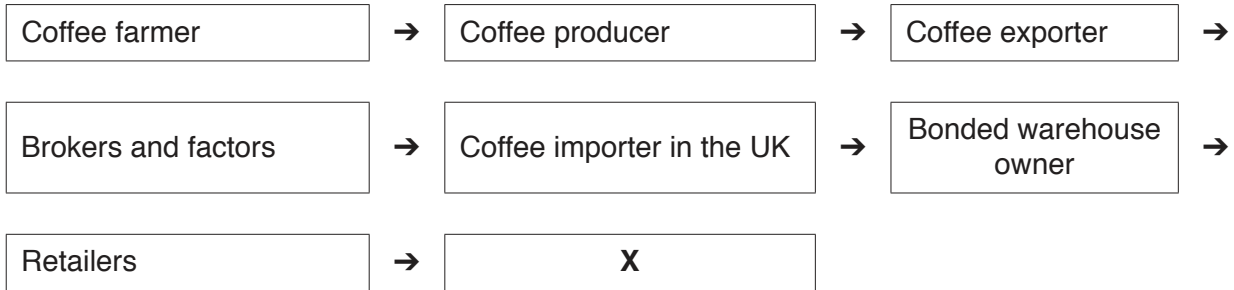 Coffee farmer ➔ Coffee producer ➔ Coffee exporter ➔
Brokers and factors ➔ Coffee importer in the UK ➔ Bonded warehouse
owner ➔
Retailers ➔ X